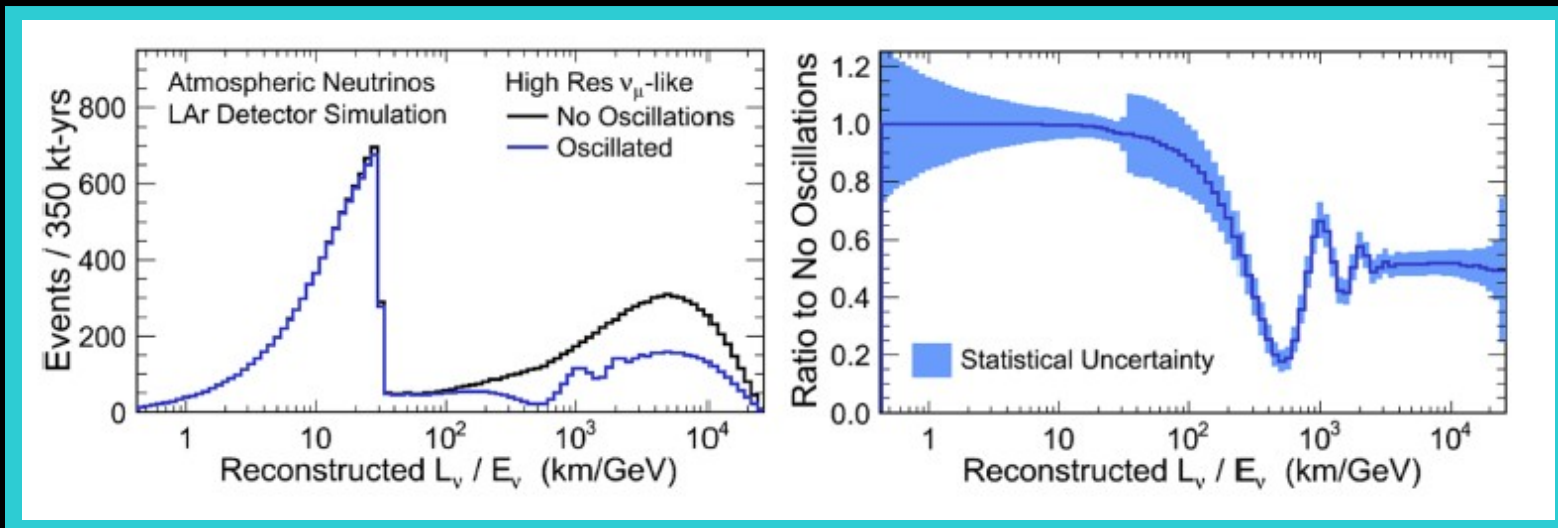 Atmospheric Neutrinos
LAr Detector Simulation
High Res νμ-like
No Oscillations
Oscillated
Events / 350 kt-yrs
800
600
400
200
0
1
10
10²
10³
10⁴
Reconstructed Lν / Eν (km/GeV)
Ratio to No Oscillations
1.2
1.0
0.8
0.6
0.4
0.2
0.0
Statistical Uncertainty
1
10
10²
10³
10⁴
Reconstructed Lν / Eν (km/GeV)